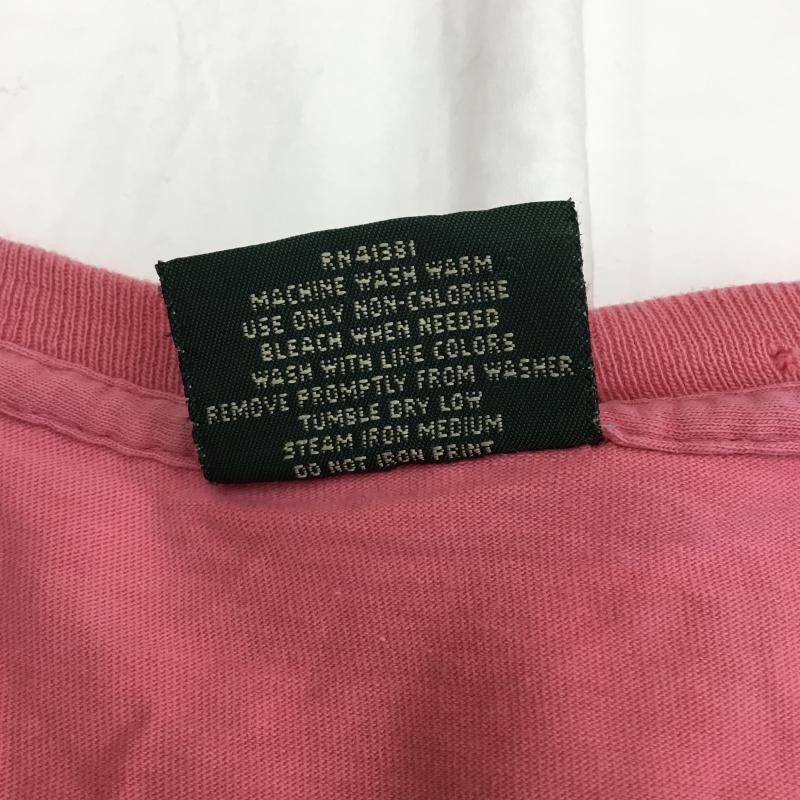 RN41381
MACHINE WASH WARM
USE ONLY NON-CHLORINE
BLEACH WHEN NEEDED
WASH WITH LIKE COLORS
REMOVE PROMPTLY FROM WASHER
TUMBLE DRY LOW
STEAM IRON MEDIUM
DO NOT IRON PRINT